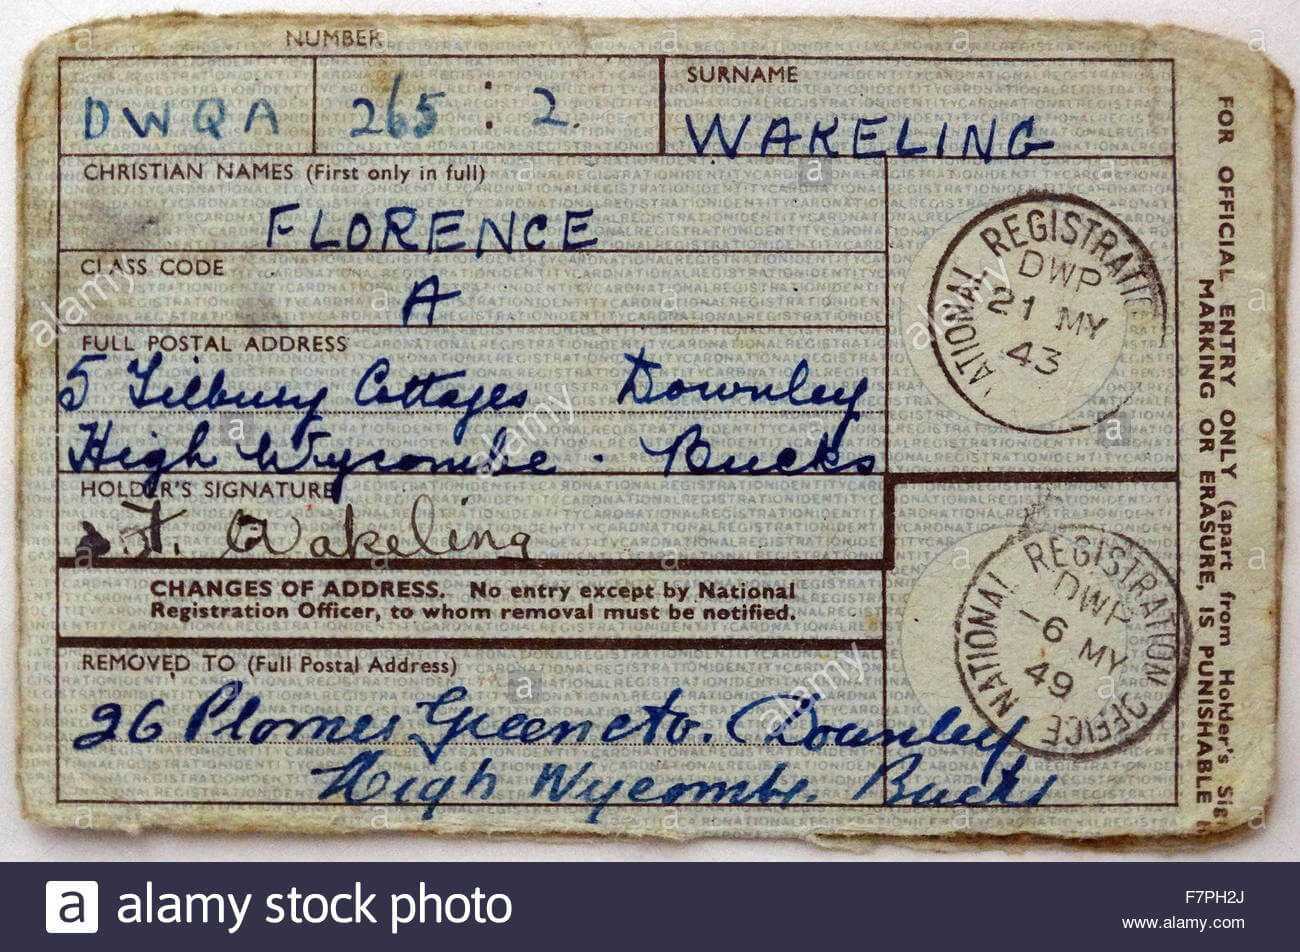 NUMBER
DWQA 265 : 2.
SURNAME
WAKELING
CHRISTIAN NAMES (First only in full)
FLORENCE
CLASS CODE
A
FULL POSTAL ADDRESS
5 Tilbury Cottages Downley
High Wycombe. Bucks
HOLDER'S SIGNATURE
F. Wakeling
CHANGES OF ADDRESS. No entry except by National
Registration Officer, to whom removal must be notified.
REMOVED TO (Full Postal Address)
26 Plomer Green Downley
High Wycombe. Bucks
NATIONAL REGISTRATIO
DWP
21 MY
43
NATIONAL REGISTRATION OFFICE
DWP
-6 MY
49
FOR OFFICIAL ENTRY ONLY (apart from Holder's Sig
MARKING OR ERASURE, IS PUNISHABLE
a alamy stock photo
F7PH2J
www.alamy.com